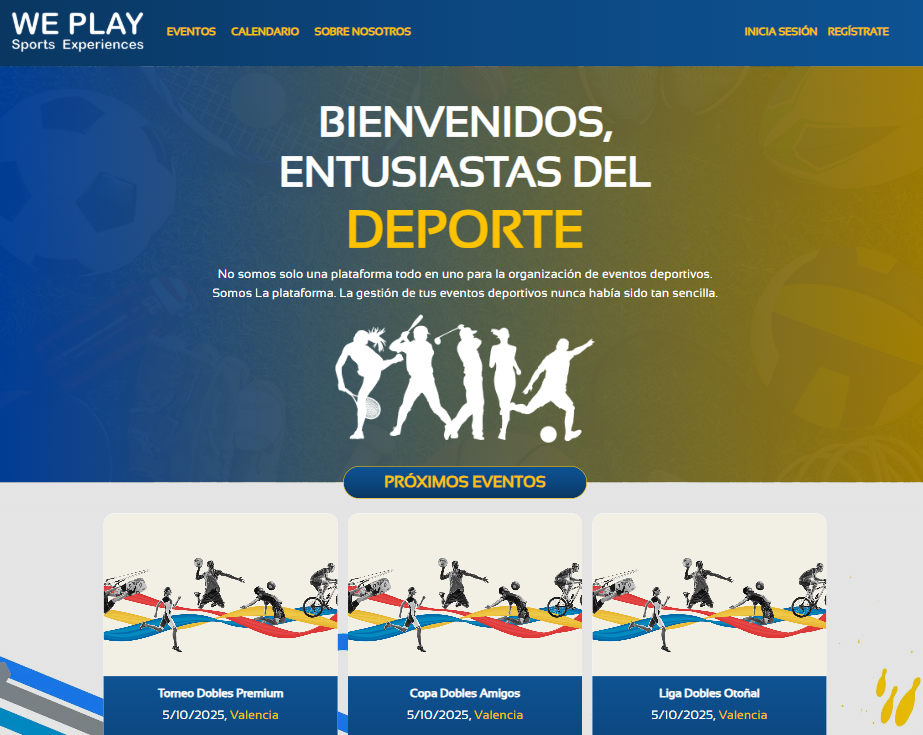 WE PLAY
Sports Experiences
EVENTOS
CALENDARIO
SOBRE NOSOTROS
INICIA SESIÓN
REGÍSTRATE
BIENVENIDOS,
ENTUSIASTAS DEL
DEPORTE
No somos solo una plataforma todo en uno para la organización de eventos deportivos.
Somos La plataforma. La gestión de tus eventos deportivos nunca había sido tan sencilla.
PRÓXIMOS EVENTOS
Torneo Dobles Premium
5/10/2025, Valencia
Copa Dobles Amigos
5/10/2025, Valencia
Liga Dobles Otoñal
5/10/2025, Valencia